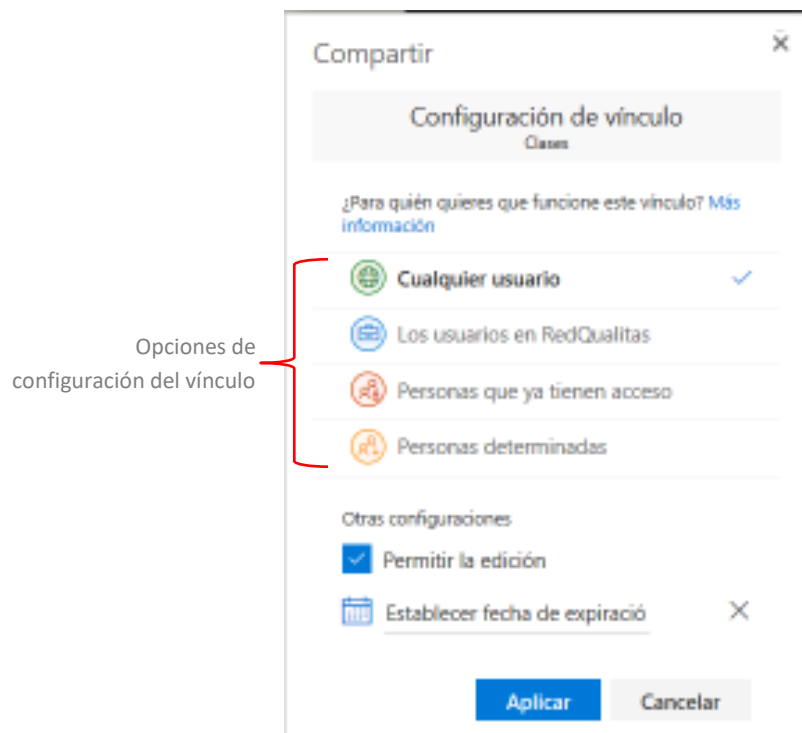 Compartir
Configuración de vínculo
Clases
¿Para quién quieres que funcione este vínculo? Más
información
Cualquier usuario
Los usuarios en RedQualitas
Personas que ya tienen acceso
Personas determinadas
Opciones de
configuración del vínculo
Otras configuraciones
Permitir la edición
Establecer fecha de expiració
Aplicar
Cancelar